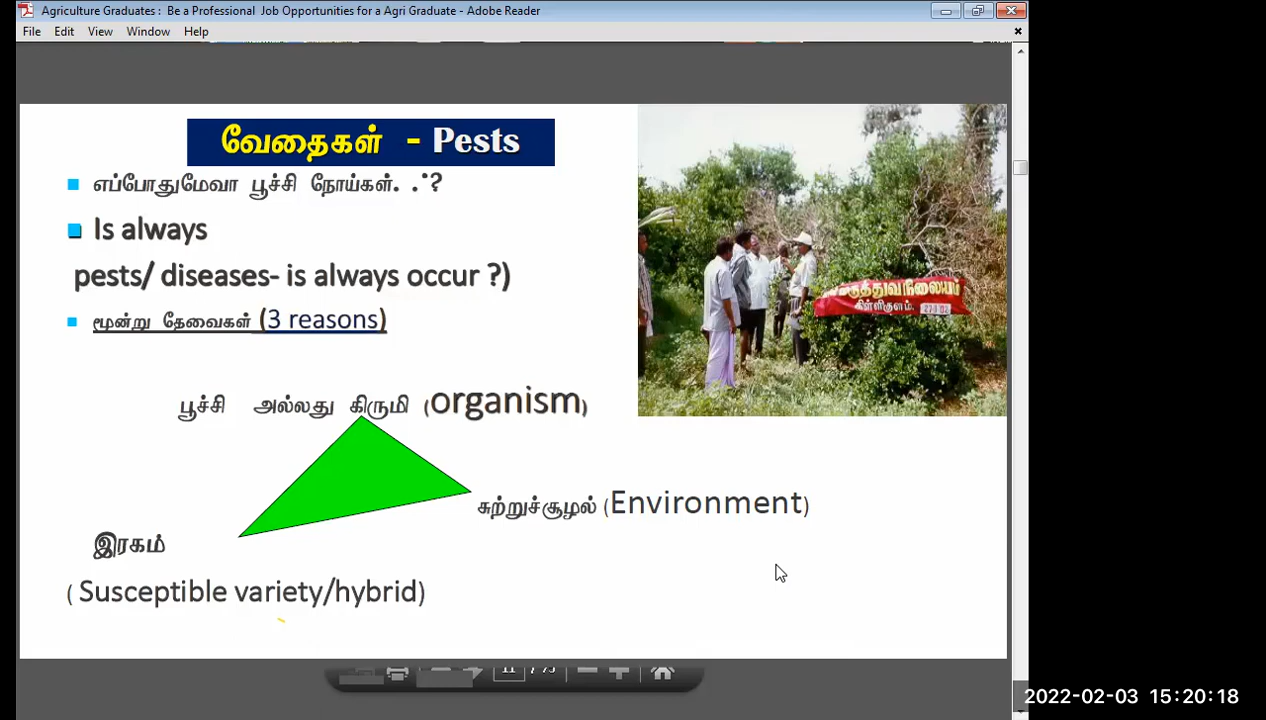 Agriculture Graduates : Be a Professional Job Opportunities for a Agri Graduate - Adobe Reader
File Edit View Window Help
வேதைகள் - Pests
எப்போதுமேவா பூச்சி நோய்கள். .·?
Is always
pests/ diseases- is always occur ?)
மூன்று தேவைகள் (3 reasons)
பூச்சி அல்லது கிருமி (organism)
சுற்றுச்சூழல் (Environment)
இரகம்
( Susceptible variety/hybrid)
கிள்ளிகுளம்.
2022-02-03 15:20:18